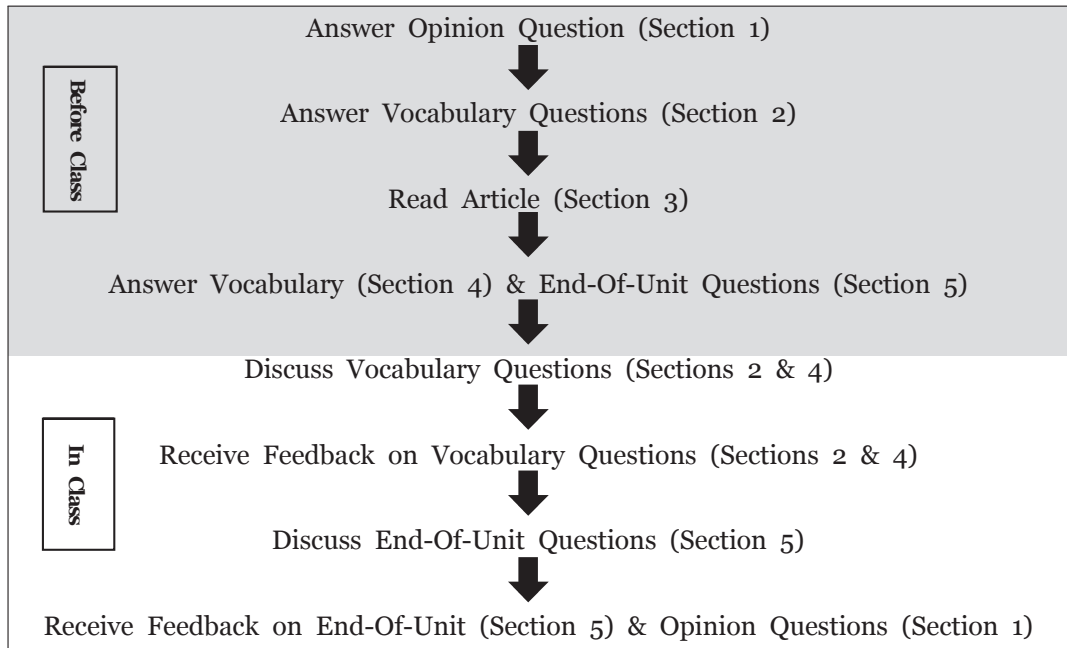 Answer Opinion Question (Section 1)
Before Class
Answer Vocabulary Questions (Section 2)
Read Article (Section 3)
Answer Vocabulary (Section 4) & End-Of-Unit Questions (Section 5)
Discuss Vocabulary Questions (Sections 2 & 4)
In Class
Receive Feedback on Vocabulary Questions (Sections 2 & 4)
Discuss End-Of-Unit Questions (Section 5)
Receive Feedback on End-Of-Unit (Section 5) & Opinion Questions (Section 1)